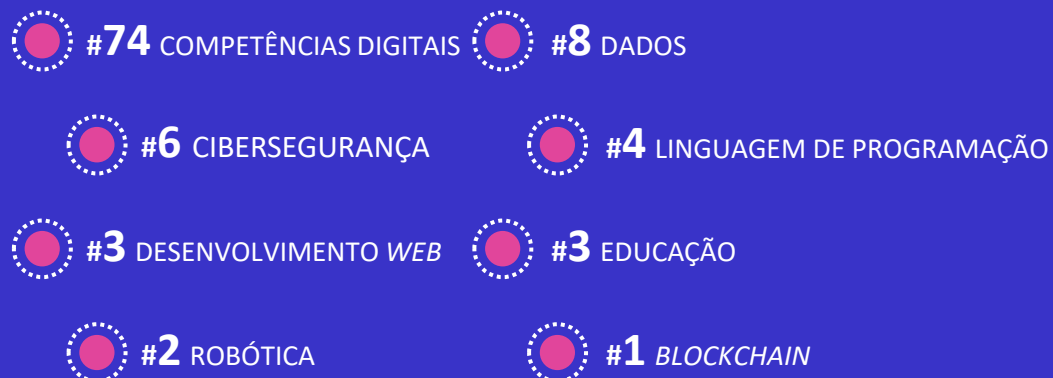 #74 COMPETÊNCIAS DIGITAIS
#8 DADOS
#6 CIBERSEGURANÇA
#4 LINGUAGEM DE PROGRAMAÇÃO
#3 DESENVOLVIMENTO WEB
#3 EDUCAÇÃO
#2 ROBÓTICA
#1 BLOCKCHAIN